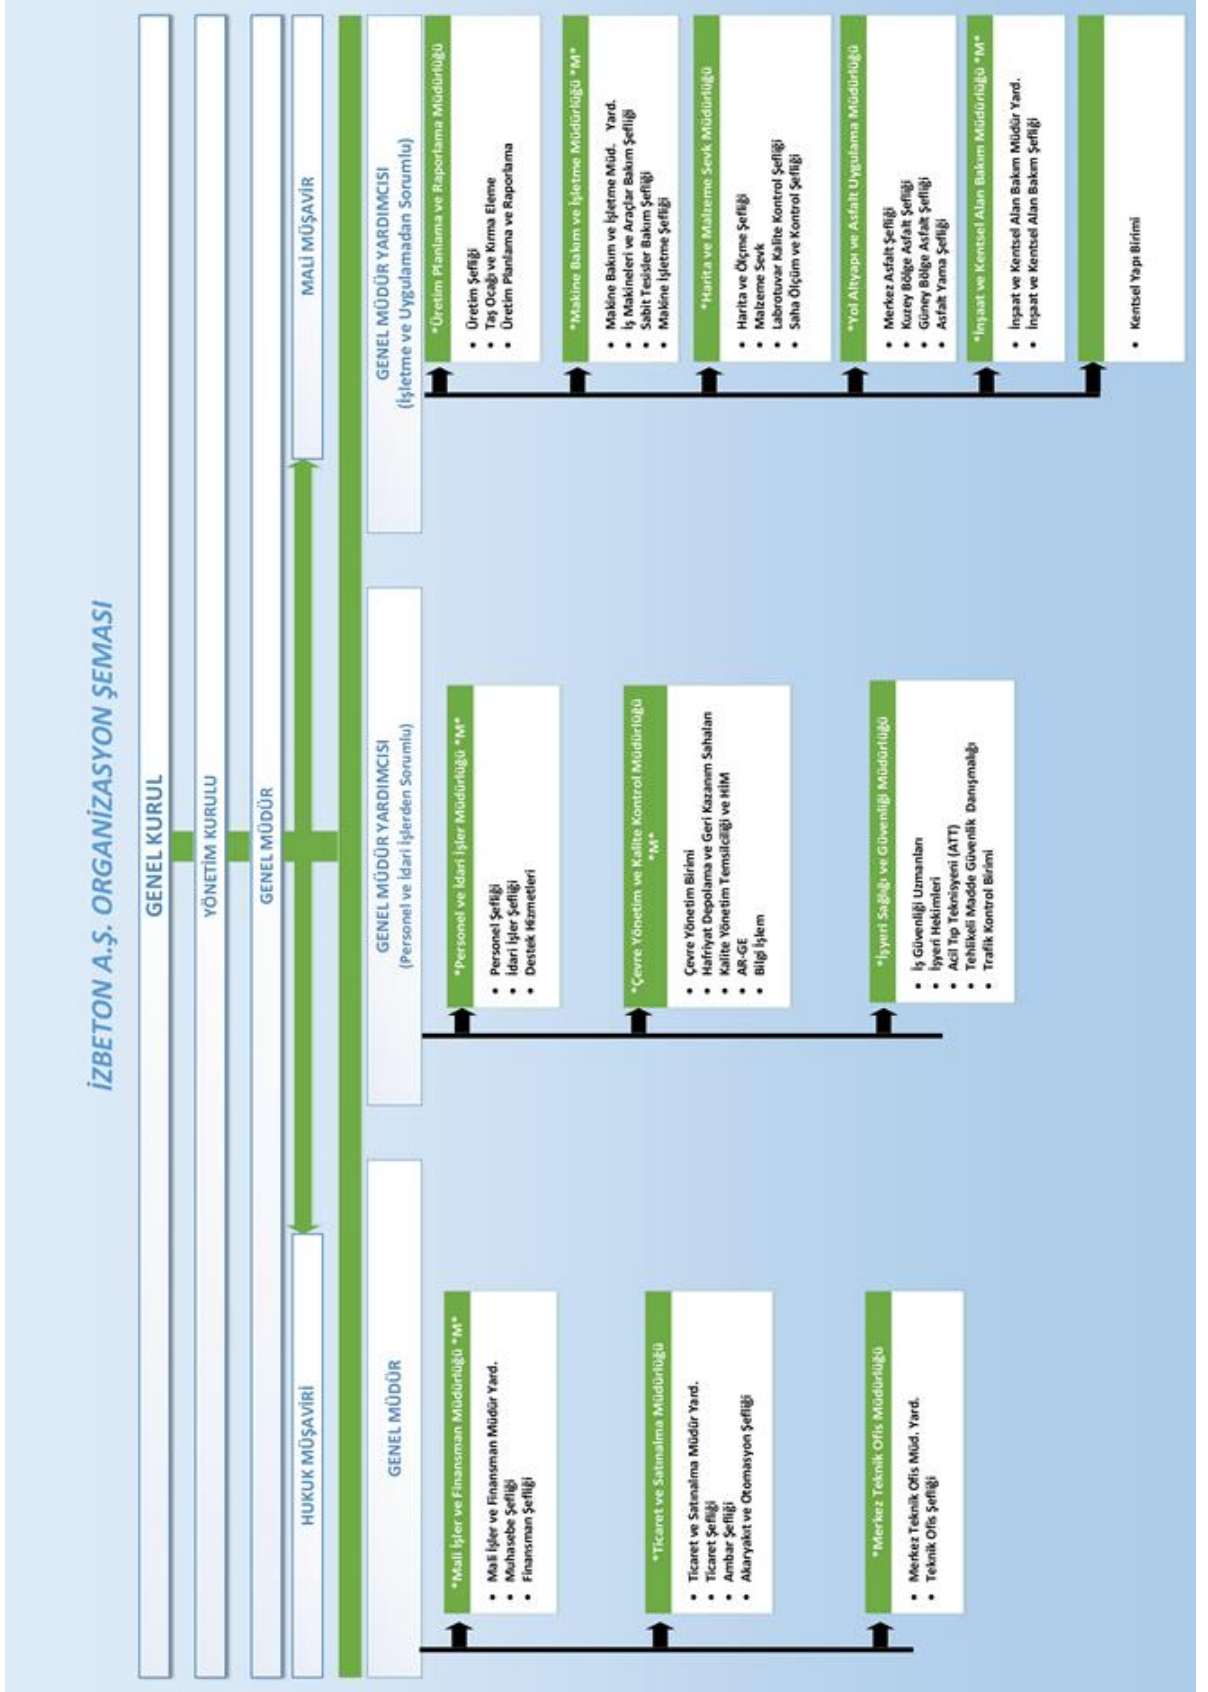 İZBETON A.Ş. ORGANİZASYON ŞEMASI
GENEL KURUL
YÖNETİM KURULU
GENEL MÜDÜR
HUKUK MÜŞAVİRİ
MALİ MÜŞAVİR
GENEL MÜDÜR
*Mali İşler ve Finansman Müdürlüğü *M*
• Mali İşler ve Finansman Müdür Yard.
• Muhasebe Şefliği
• Finansman Şefliği
*Ticaret ve Satınalma Müdürlüğü
• Ticaret ve Satınalma Müdür Yard.
• Ticaret Şefliği
• Ambar Şefliği
• Akaryakıt ve Otomasyon Şefliği
*Merkez Teknik Ofis Müdürlüğü
• Merkez Teknik Ofis Müd. Yard.
• Teknik Ofis Şefliği
GENEL MÜDÜR YARDIMCISI
(Personel ve İdari İşlerden Sorumlu)
*Personel ve İdari İşler Müdürlüğü *M*
• Personel Şefliği
• İdari İşler Şefliği
• Destek Hizmetleri
*Çevre Yönetim ve Kalite Kontrol Müdürlüğü
*M*
• Çevre Yönetim Birimi
• Hafriyat Depolama ve Geri Kazanım Sahaları
• Kalite Yönetim Temsilciliği ve HİM
• AR-GE
• Bilgi İşlem
*İşyeri Sağlığı ve Güvenliği Müdürlüğü
• İş Güvenliği Uzmanları
• İşyeri Hekimleri
• Acil Tıp Teknisyeni (ATT)
• Tehlikeli Madde Güvenlik Danışmalığı
• Trafik Kontrol Birimi
GENEL MÜDÜR YARDIMCISI
(İşletme ve Uygulamadan Sorumlu)
*Üretim Planlama ve Raporlama Müdürlüğü
• Üretim Şefliği
• Taş Ocağı ve Kırma Eleme
• Üretim Planlama ve Raporlama
*Makine Bakım ve İşletme Müdürlüğü *M*
• Makine Bakım ve İşletme Müd. Yard.
• İş Makineleri ve Araçlar Bakım Şefliği
• Sabit Tesisler Bakım Şefliği
• Makine İşletme Şefliği
*Harita ve Malzeme Sevk Müdürlüğü
• Harita ve Ölçme Şefliği
• Malzeme Sevk
• Labrotuvar Kalite Kontrol Şefliği
• Saha Ölçüm ve Kontrol Şefliği
*Yol Altyapı ve Asfalt Uygulama Müdürlüğü
• Merkez Asfalt Şefliği
• Kuzey Bölge Asfalt Şefliği
• Güney Bölge Asfalt Şefliği
• Asfalt Yama Şefliği
*İnşaat ve Kentsel Alan Bakım Müdürlüğü *M*
• İnşaat ve Kentsel Alan Bakım Müdür Yard.
• İnşaat ve Kentsel Alan Bakım Şefliği
• Kentsel Yapı Birimi